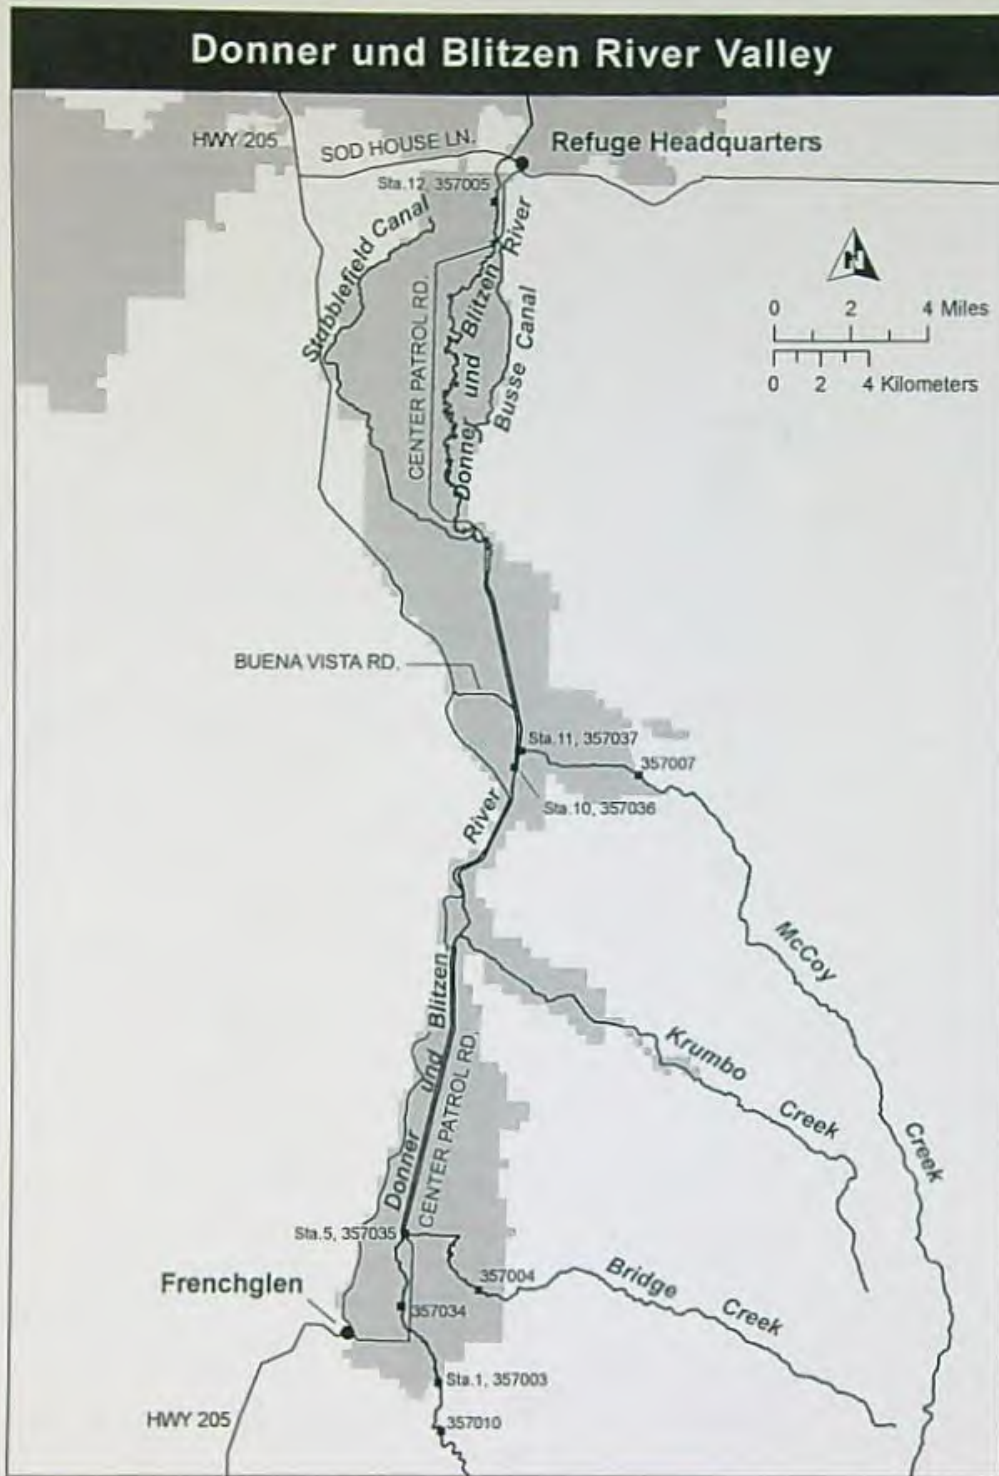 Donner und Blitzen River Valley
HWY 205
SOD HOUSE LN.
Refuge Headquarters
Sta.12, 357005
Stubblefield Canal
Donner und Blitzen River
CENTER PATROL RD.
Busse Canal
N
0 2 4 Miles
0 2 4 Kilometers
BUENA VISTA RD.
Sta.11, 357037
357007
Sta.10, 357036
McCoy Creek
Donner und Blitzen River
Krumbo Creek
CENTER PATROL RD.
Sta.5, 357035
357004
Bridge Creek
Frenchglen
357034
Sta.1, 357003
HWY 205
357010